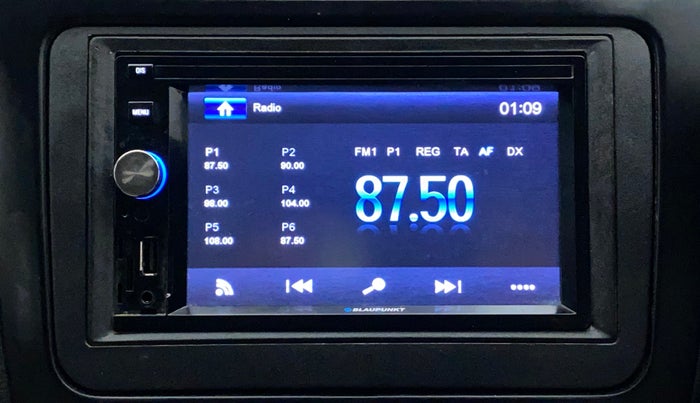 DIS
MENU
Radio 01:09
P1 P2 FM1 P1 REG TA AF DX
87.50 90.00
P3 P4 87.50
98.00 104.00
P5 P6
108.00 87.50
BLAUPUNKT